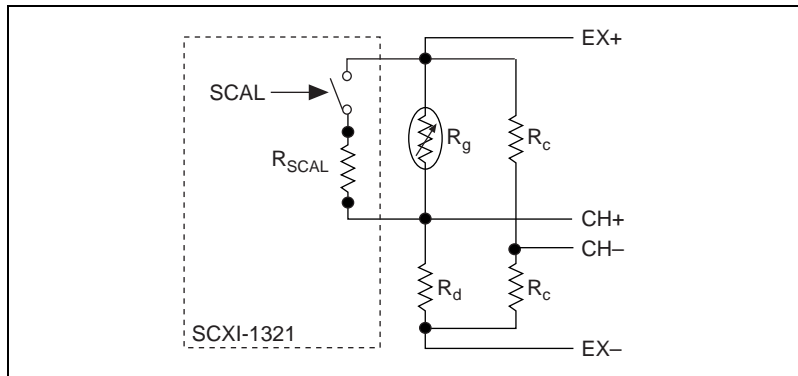 EX+
SCAL
R_g
R_c
R_SCAL
CH+
CH–
R_d
R_c
SCXI-1321
EX–